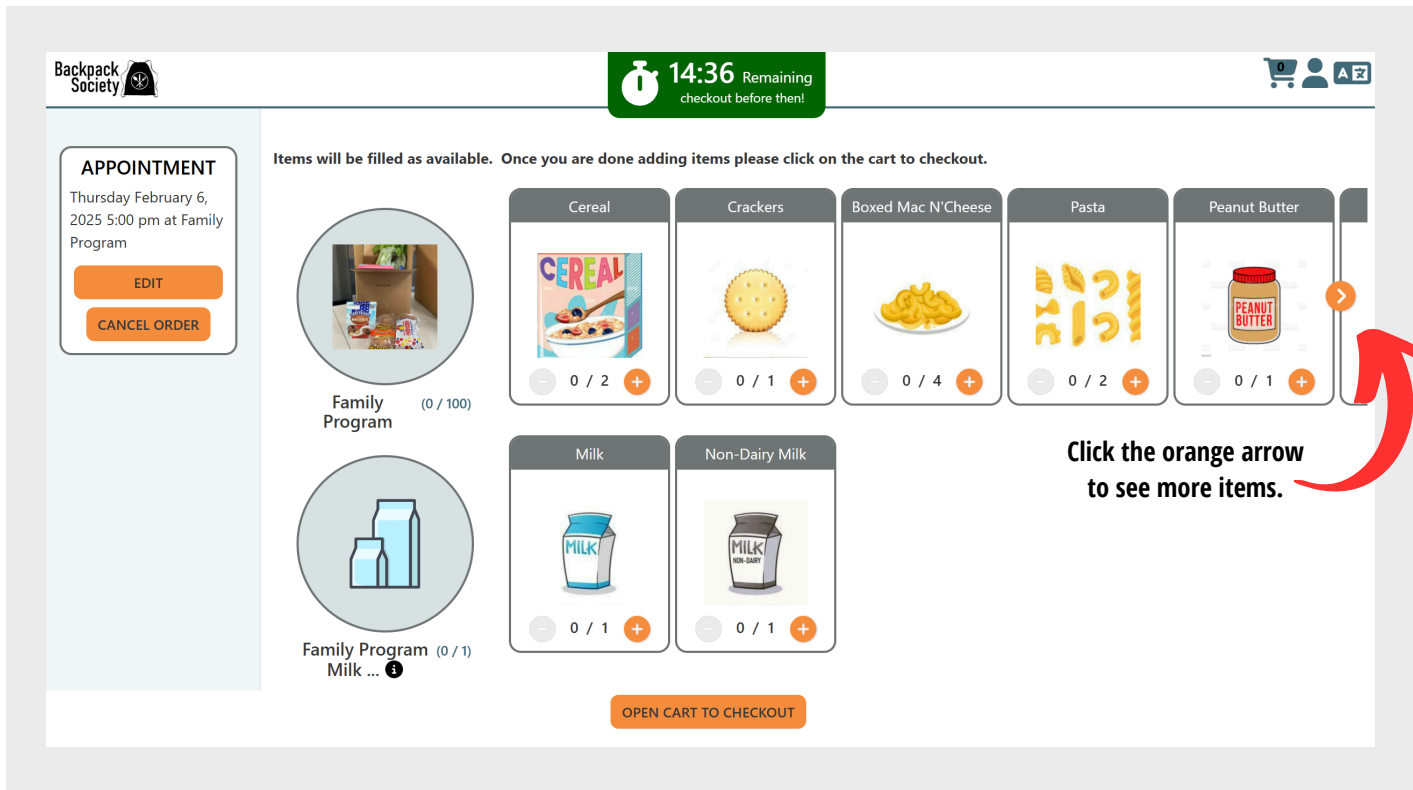 Backpack
Society
14:36 Remaining
checkout before then!
0
A
APPOINTMENT
Thursday February 6,
2025 5:00 pm at Family
Program
EDIT
CANCEL ORDER
Items will be filled as available. Once you are done adding items please click on the cart to checkout.
Family
Program
(0 / 100)
Cereal
CEREAL
0 / 2
Crackers
0 / 1
Boxed Mac N'Cheese
0 / 4
Pasta
0 / 2
Peanut Butter
PEANUT
BUTTER
0 / 1
Click the orange arrow
to see more items.
Family Program (0 / 1)
Milk ...
Milk
MILK
0 / 1
Non-Dairy Milk
MILK
NON-DAIRY
0 / 1
OPEN CART TO CHECKOUT